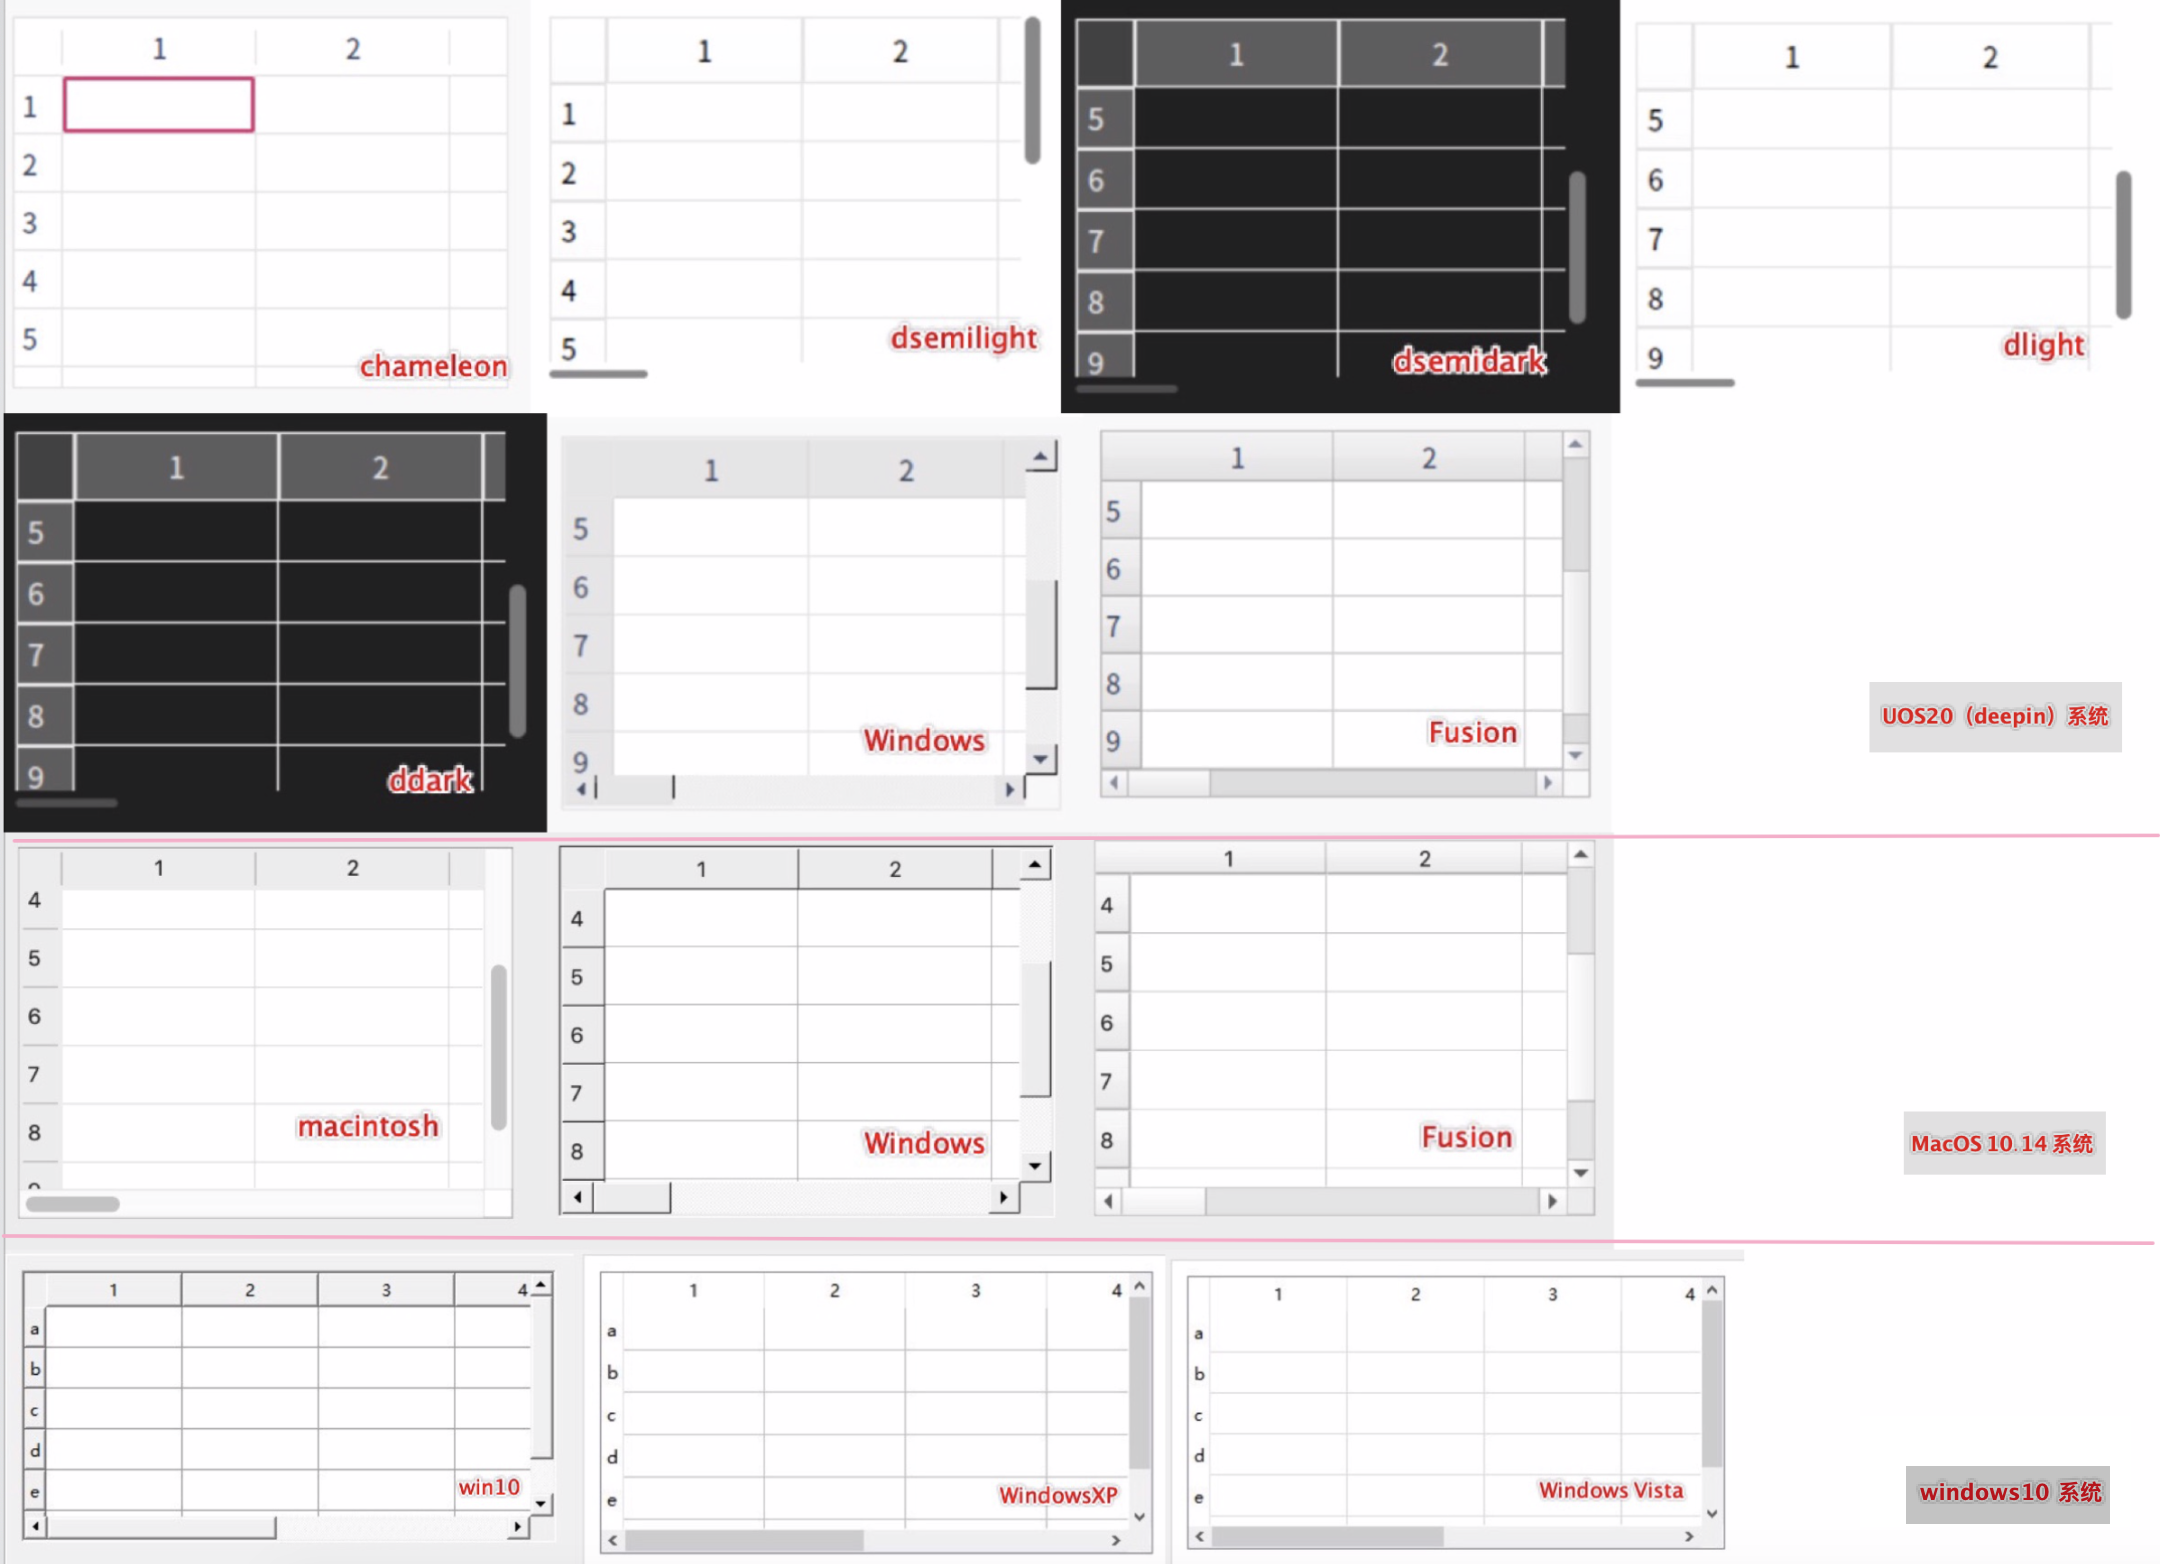 1 2
1
2
3
4
5
chameleon
1 2
1
2
3
4
5
dsemilight
1 2
5
6
7
8
9
dsemidark
1 2
5
6
7
8
9
dlight
1 2
5
6
7
8
9
ddark
1 2
5
6
7
8
9
Windows
1 2
5
6
7
8
9
Fusion
UOS20（deepin）系统
1 2
4
5
6
7
8
macintosh
1 2
4
5
6
7
8
Windows
1 2
4
5
6
7
8
Fusion
MacOS 10.14 系统
1 2 3 4
a
b
c
d
e
win10
1 2 3 4
a
b
c
d
e
WindowsXP
1 2 3 4
a
b
c
d
e
Windows Vista
windows10 系统